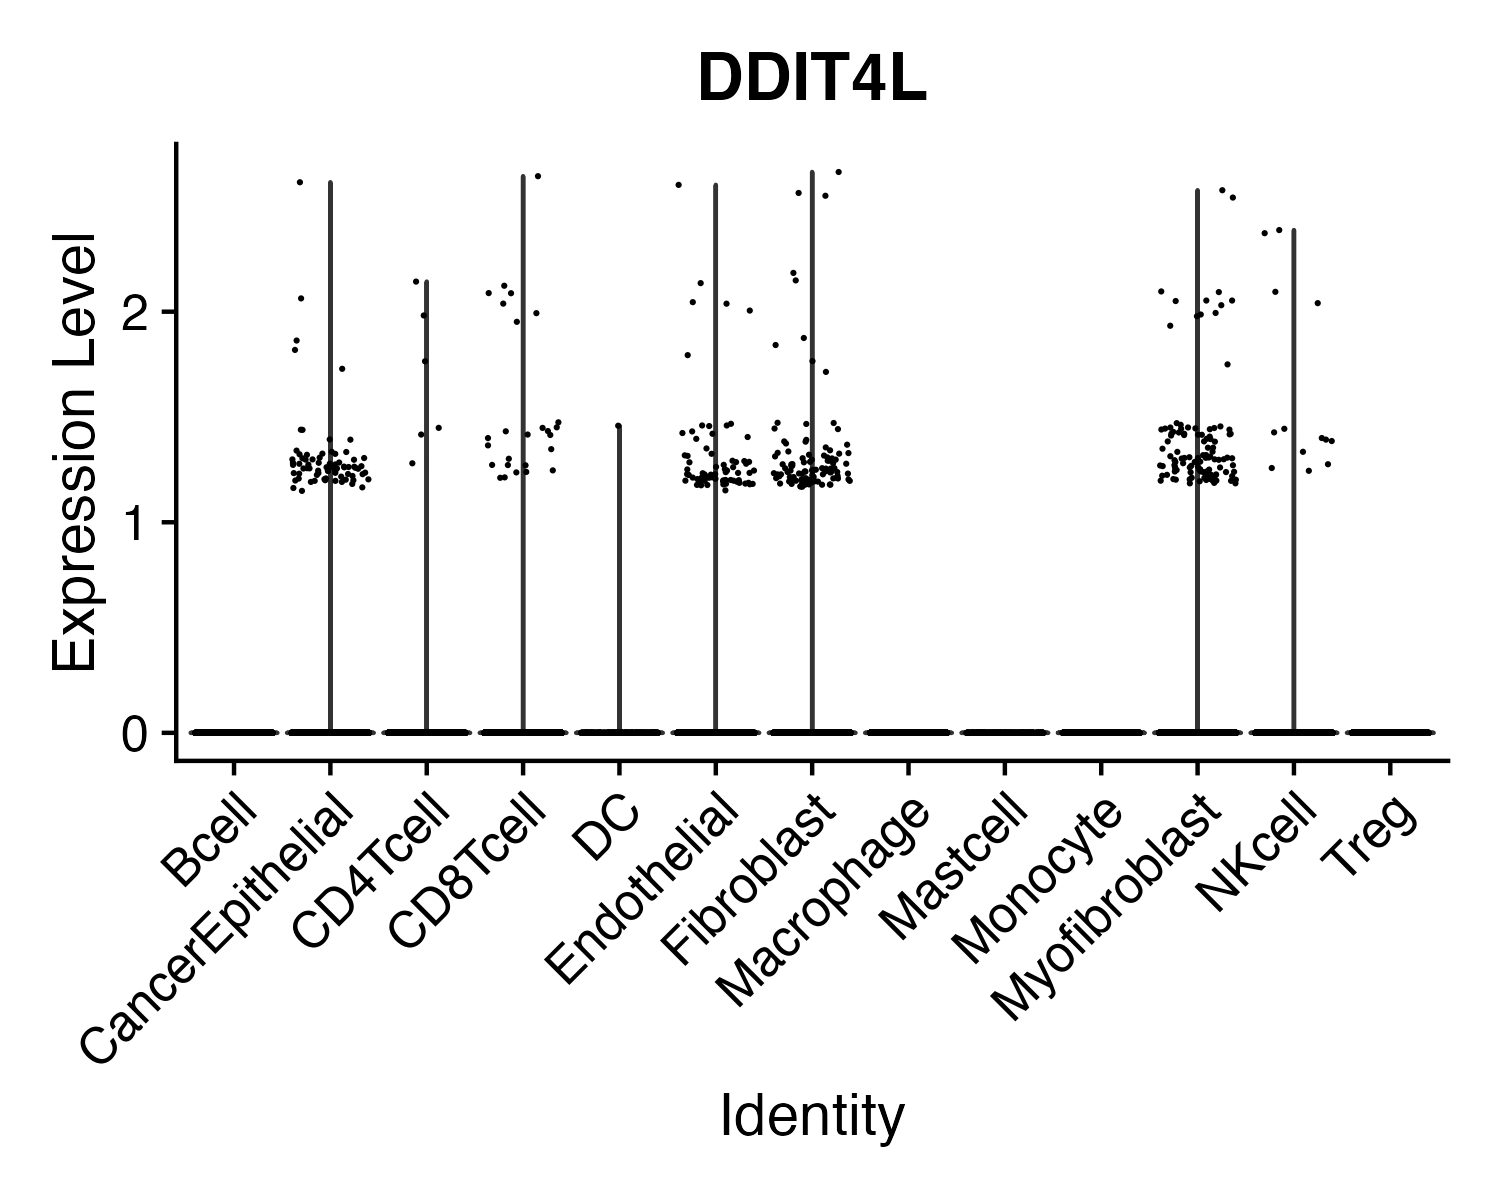 DDIT4L
Expression Level
2
1
0
Bcell
CancerEpithelial
CD4Tcell
CD8Tcell
DC
Endothelial
Fibroblast
Macrophage
Mastcell
Monocyte
Myofibroblast
NKcell
Treg
Identity